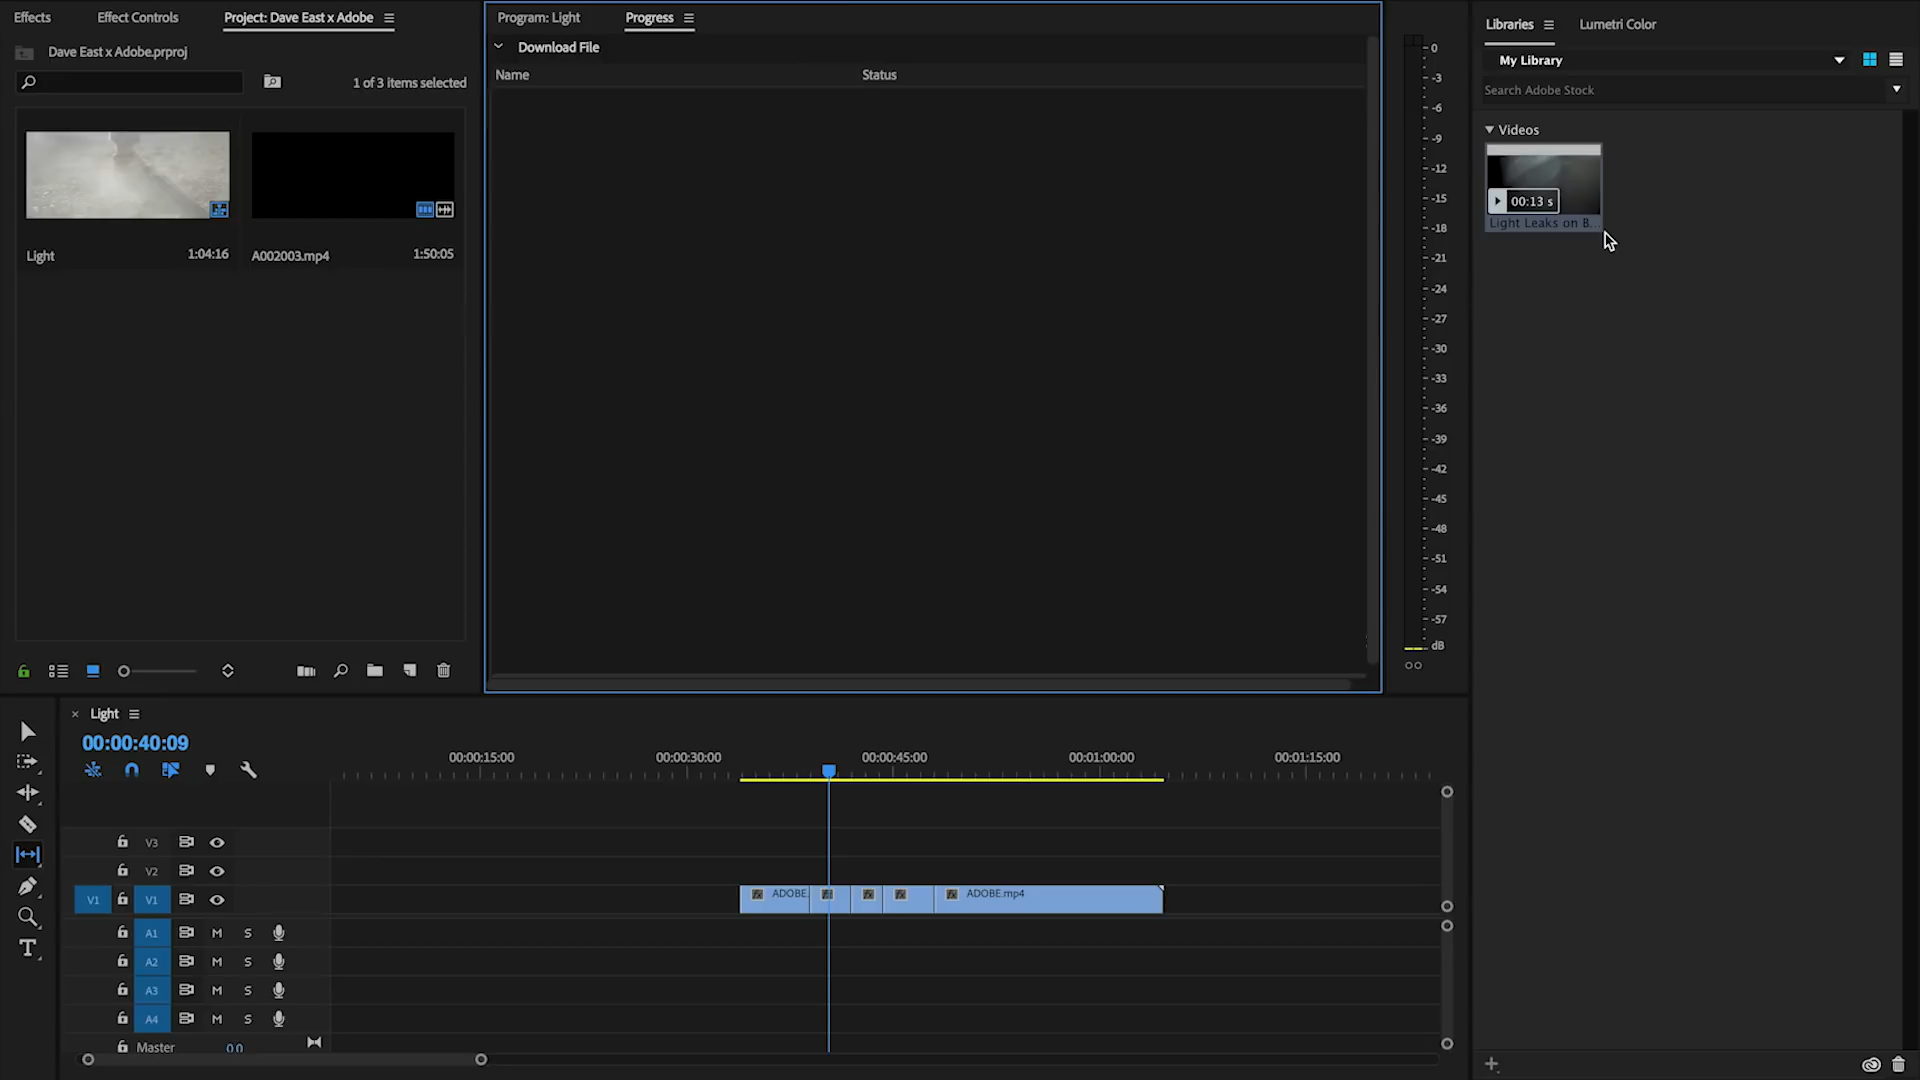 Effects
Effect Controls
Project: Dave East x Adobe
Dave East x Adobe.prproj
1 of 3 items selected
Light
1:04:16
A002003.mp4
1:50:05
Program: Light
Progress
Download File
Name
Status
0
-3
-6
-9
-12
-15
-18
-21
-24
-27
-30
-33
-36
-39
-42
-45
-48
-51
-54
-57
dB
Libraries
Lumetri Color
My Library
Search Adobe Stock
Videos
00:13 s
Light Leaks on B...
Light
00:00:40:09
00:00:15:00
00:00:30:00
00:00:45:00
00:01:00:00
00:01:15:00
V3
V2
V1
V1
fx
ADOBE.
fx
fx
fx
fx
ADOBE.mp4
A1
M
S
A2
M
S
A3
M
S
A4
M
S
Master
0.0
T